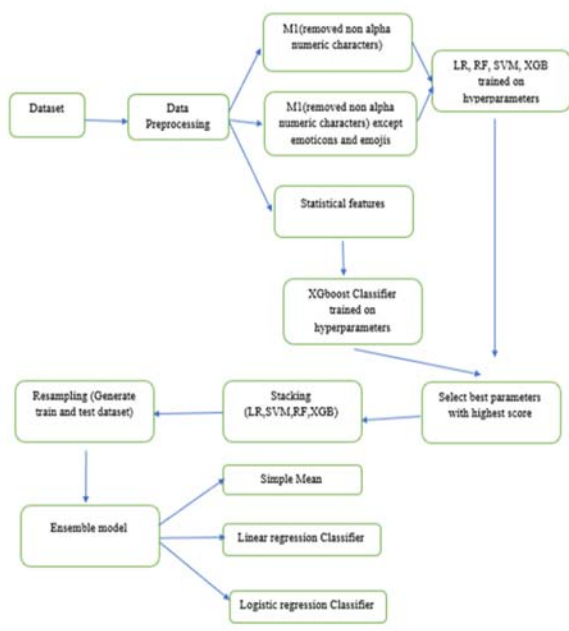 M1(removed non alpha
numeric characters)
LR, RF, SVM, XGB
trained on
hyperparameters
Dataset
Data
Preprocessing
M1(removed non alpha
numeric characters) except
emoticons and emojis
Statistical features
XGboost Classifier
trained on
hyperparameters
Resampling (Generate
train and test dataset)
Stacking
(LR,SVM,RF,XGB)
Select best parameters
with highest score
Simple Mean
Ensemble model
Linear regression Classifier
Logistic regression Classifier